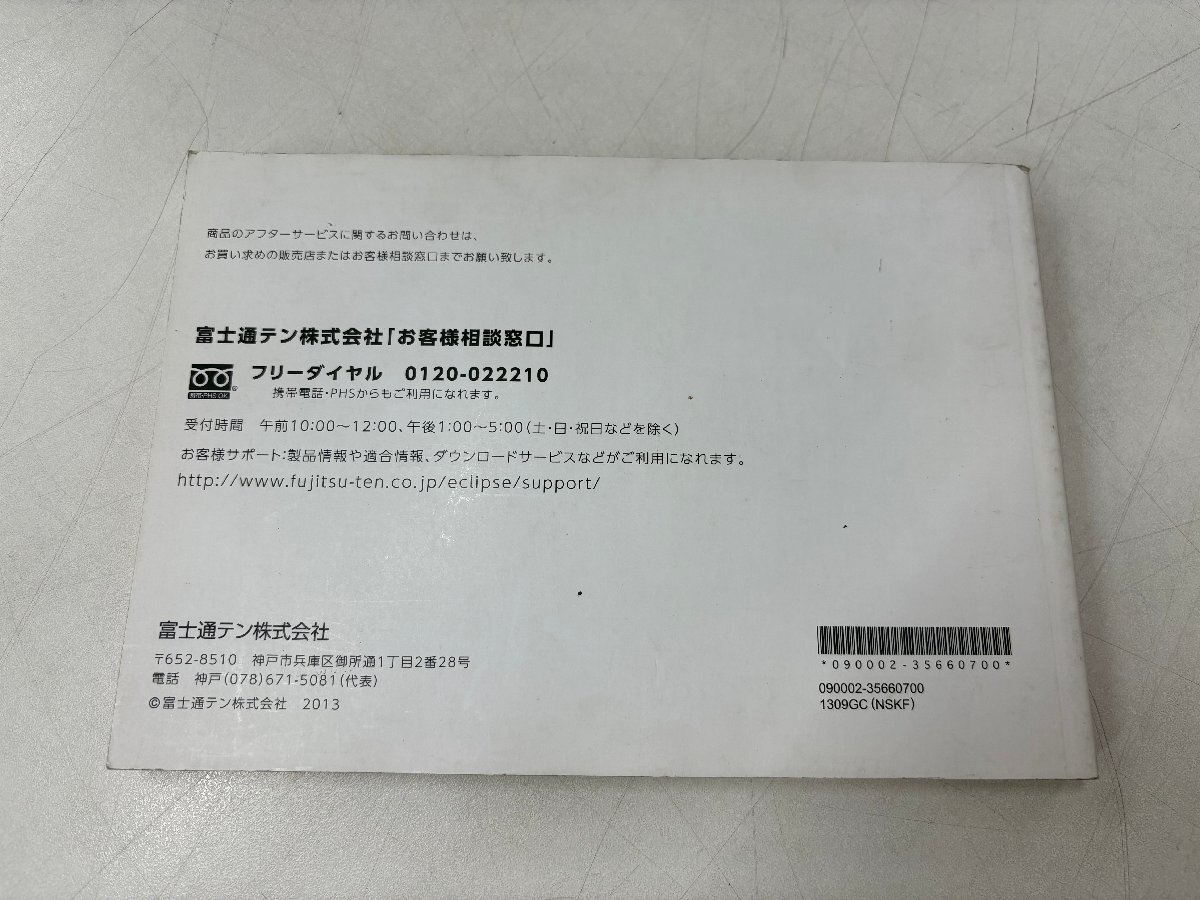 商品のアフターサービスに関するお問い合わせは、
お買い求めの販売店またはお客様相談窓口までお願い致します。
富士通テン株式会社「お客様相談窓口」
フリーダイヤル 0120-022210
携帯・PHS OK
携帯電話・PHSからもご利用になれます。
受付時間 午前10:00～12:00、午後1:00～5:00(土・日・祝日などを除く)
お客様サポート:製品情報や適合情報、ダウンロードサービスなどがご利用になれます。
http://www.fujitsu-ten.co.jp/eclipse/support/
富士通テン株式会社
〒652-8510 神戸市兵庫区御所通1丁目2番28号
電話 神戸(078)671-5081(代表)
©富士通テン株式会社 2013
*090002-35660700*
090002-35660700
1309GC(NSKF)